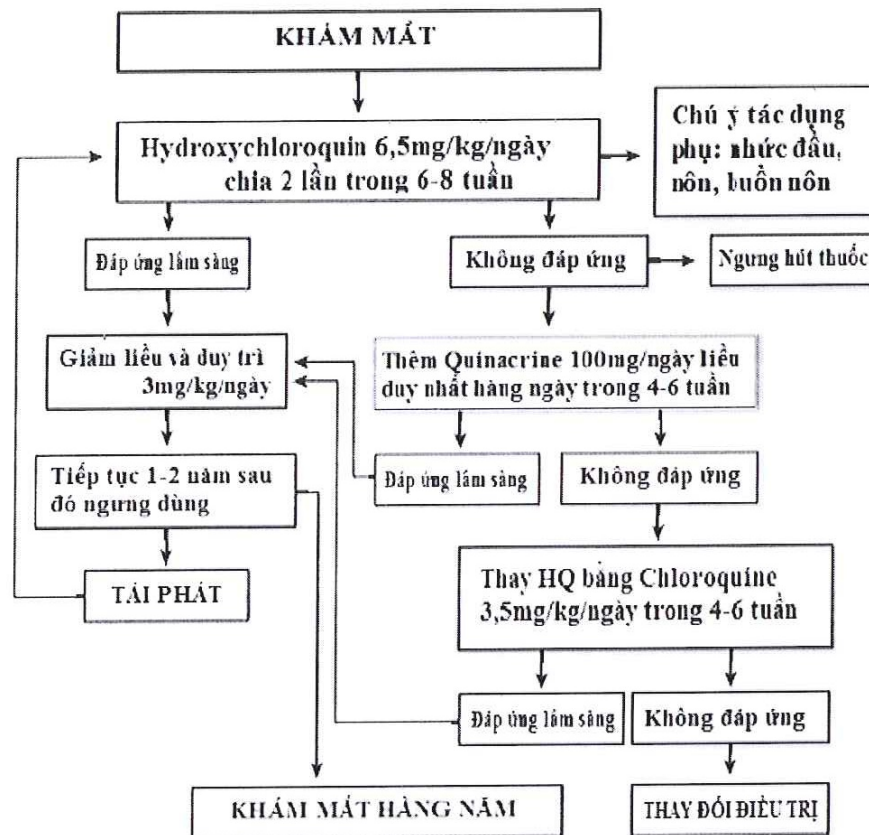 KHÁM MẮT
Hydroxychloroquin 6,5mg/kg/ngày
chia 2 lần trong 6-8 tuần
Chú ý tác dụng
phụ: nhức đầu,
nôn, buồn nôn
Đáp ứng lâm sàng
Không đáp ứng
Ngưng hút thuốc
Giảm liều và duy trì
3mg/kg/ngày
Thêm Quinacrine 100mg/ngày liều
duy nhất hàng ngày trong 4-6 tuần
Tiếp tục 1-2 năm sau
đó ngưng dùng
Đáp ứng lâm sàng
Không đáp ứng
TÁI PHÁT
Thay HQ bằng Chloroquine
3,5mg/kg/ngày trong 4-6 tuần
Đáp ứng lâm sàng
Không đáp ứng
KHÁM MẮT HÀNG NĂM
THAY ĐỔI ĐIỀU TRỊ